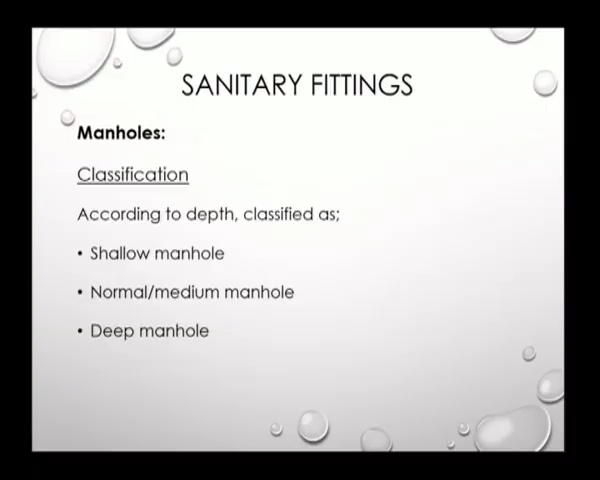 SANITARY FITTINGS
Manholes:
Classification
According to depth, classified as;
• Shallow manhole
• Normal/medium manhole
• Deep manhole